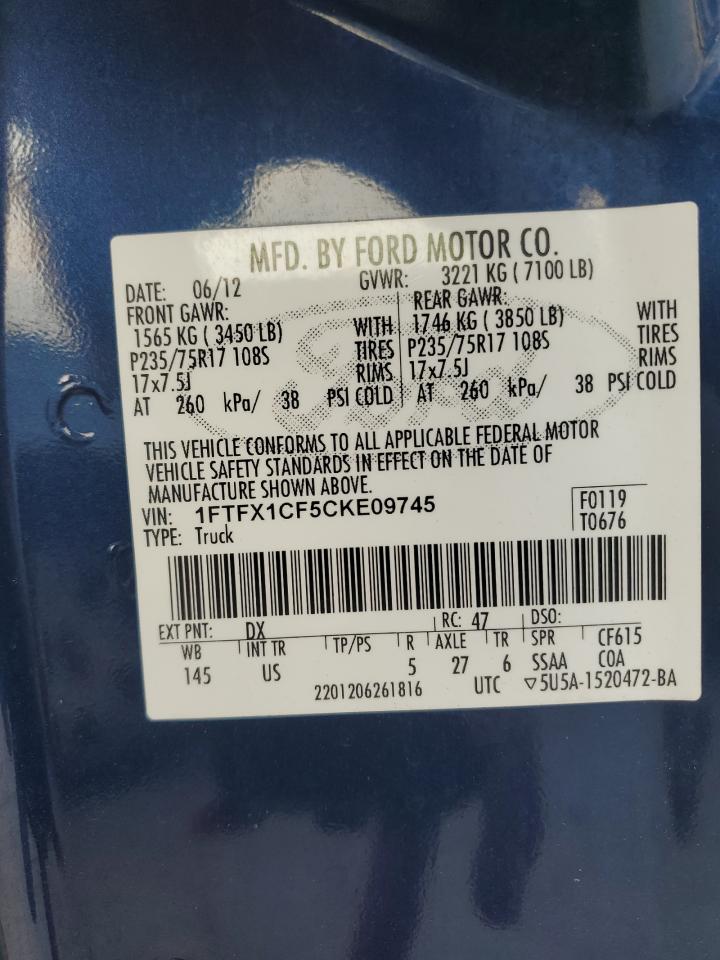 MFD. BY FORD MOTOR CO.
DATE: 06/12 GVWR: 3221 KG ( 7100 LB)
FRONT GAWR: REAR GAWR:
1565 KG ( 3450 LB) WITH 1746 KG ( 3850 LB) WITH
P235/75R17 108S TIRES P235/75R17 108S TIRES
17x7.5J RIMS 17x7.5J RIMS
AT 260 kPa/ 38 PSI COLD AT 260 kPa/ 38 PSI COLD
THIS VEHICLE CONFORMS TO ALL APPLICABLE FEDERAL MOTOR
VEHICLE SAFETY STANDARDS IN EFFECT ON THE DATE OF
MANUFACTURE SHOWN ABOVE.
VIN: 1FTFX1CF5CKE09745 F0119
TYPE: Truck T0676
EXT PNT: DX RC: 47 DSO:
WB INT TR TP/PS R AXLE TR SPR CF615
145 US 5 27 6 SSAA COA
2201206261816 UTC ▽5U5A-1520472-BA
Ford